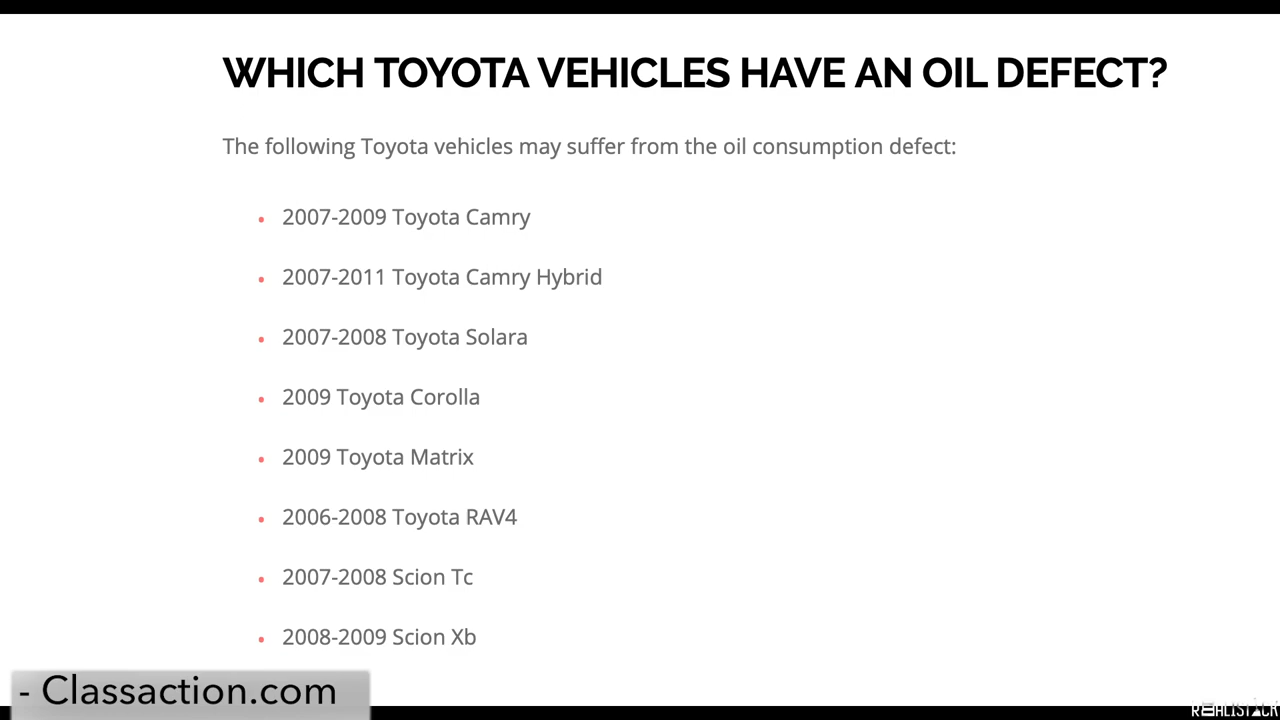 WHICH TOYOTA VEHICLES HAVE AN OIL DEFECT?
The following Toyota vehicles may suffer from the oil consumption defect:
• 2007-2009 Toyota Camry
• 2007-2011 Toyota Camry Hybrid
• 2007-2008 Toyota Solara
• 2009 Toyota Corolla
• 2009 Toyota Matrix
• 2006-2008 Toyota RAV4
• 2007-2008 Scion Tc
• 2008-2009 Scion Xb
- Classaction.com
REALISTICK